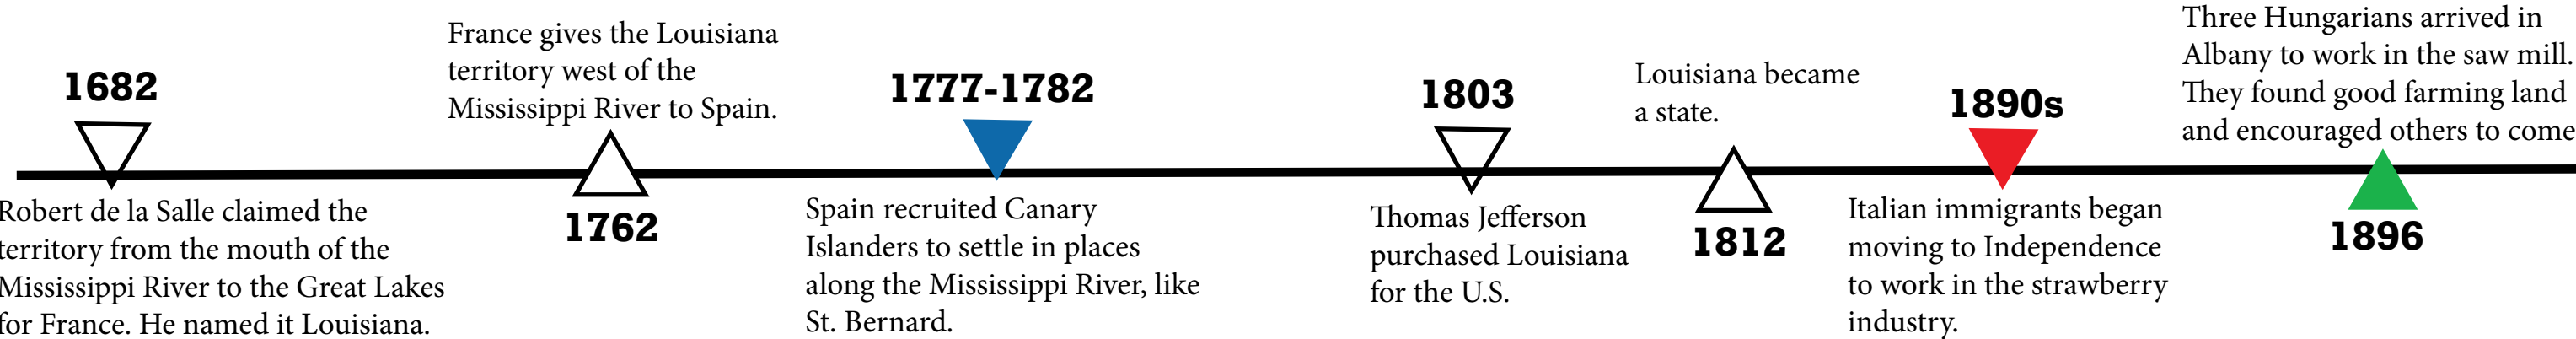 1682
Robert de la Salle claimed the
territory from the mouth of the
Mississippi River to the Great Lakes
for France. He named it Louisiana.
France gives the Louisiana
territory west of the
Mississippi River to Spain.
1762
1777-1782
Spain recruited Canary
Islanders to settle in places
along the Mississippi River, like
St. Bernard.
1803
Thomas Jefferson
purchased Louisiana
for the U.S.
Louisiana became
a state.
1812
1890s
Italian immigrants began
moving to Independence
to work in the strawberry
industry.
Three Hungarians arrived in
Albany to work in the saw mill.
They found good farming land
and encouraged others to come
1896